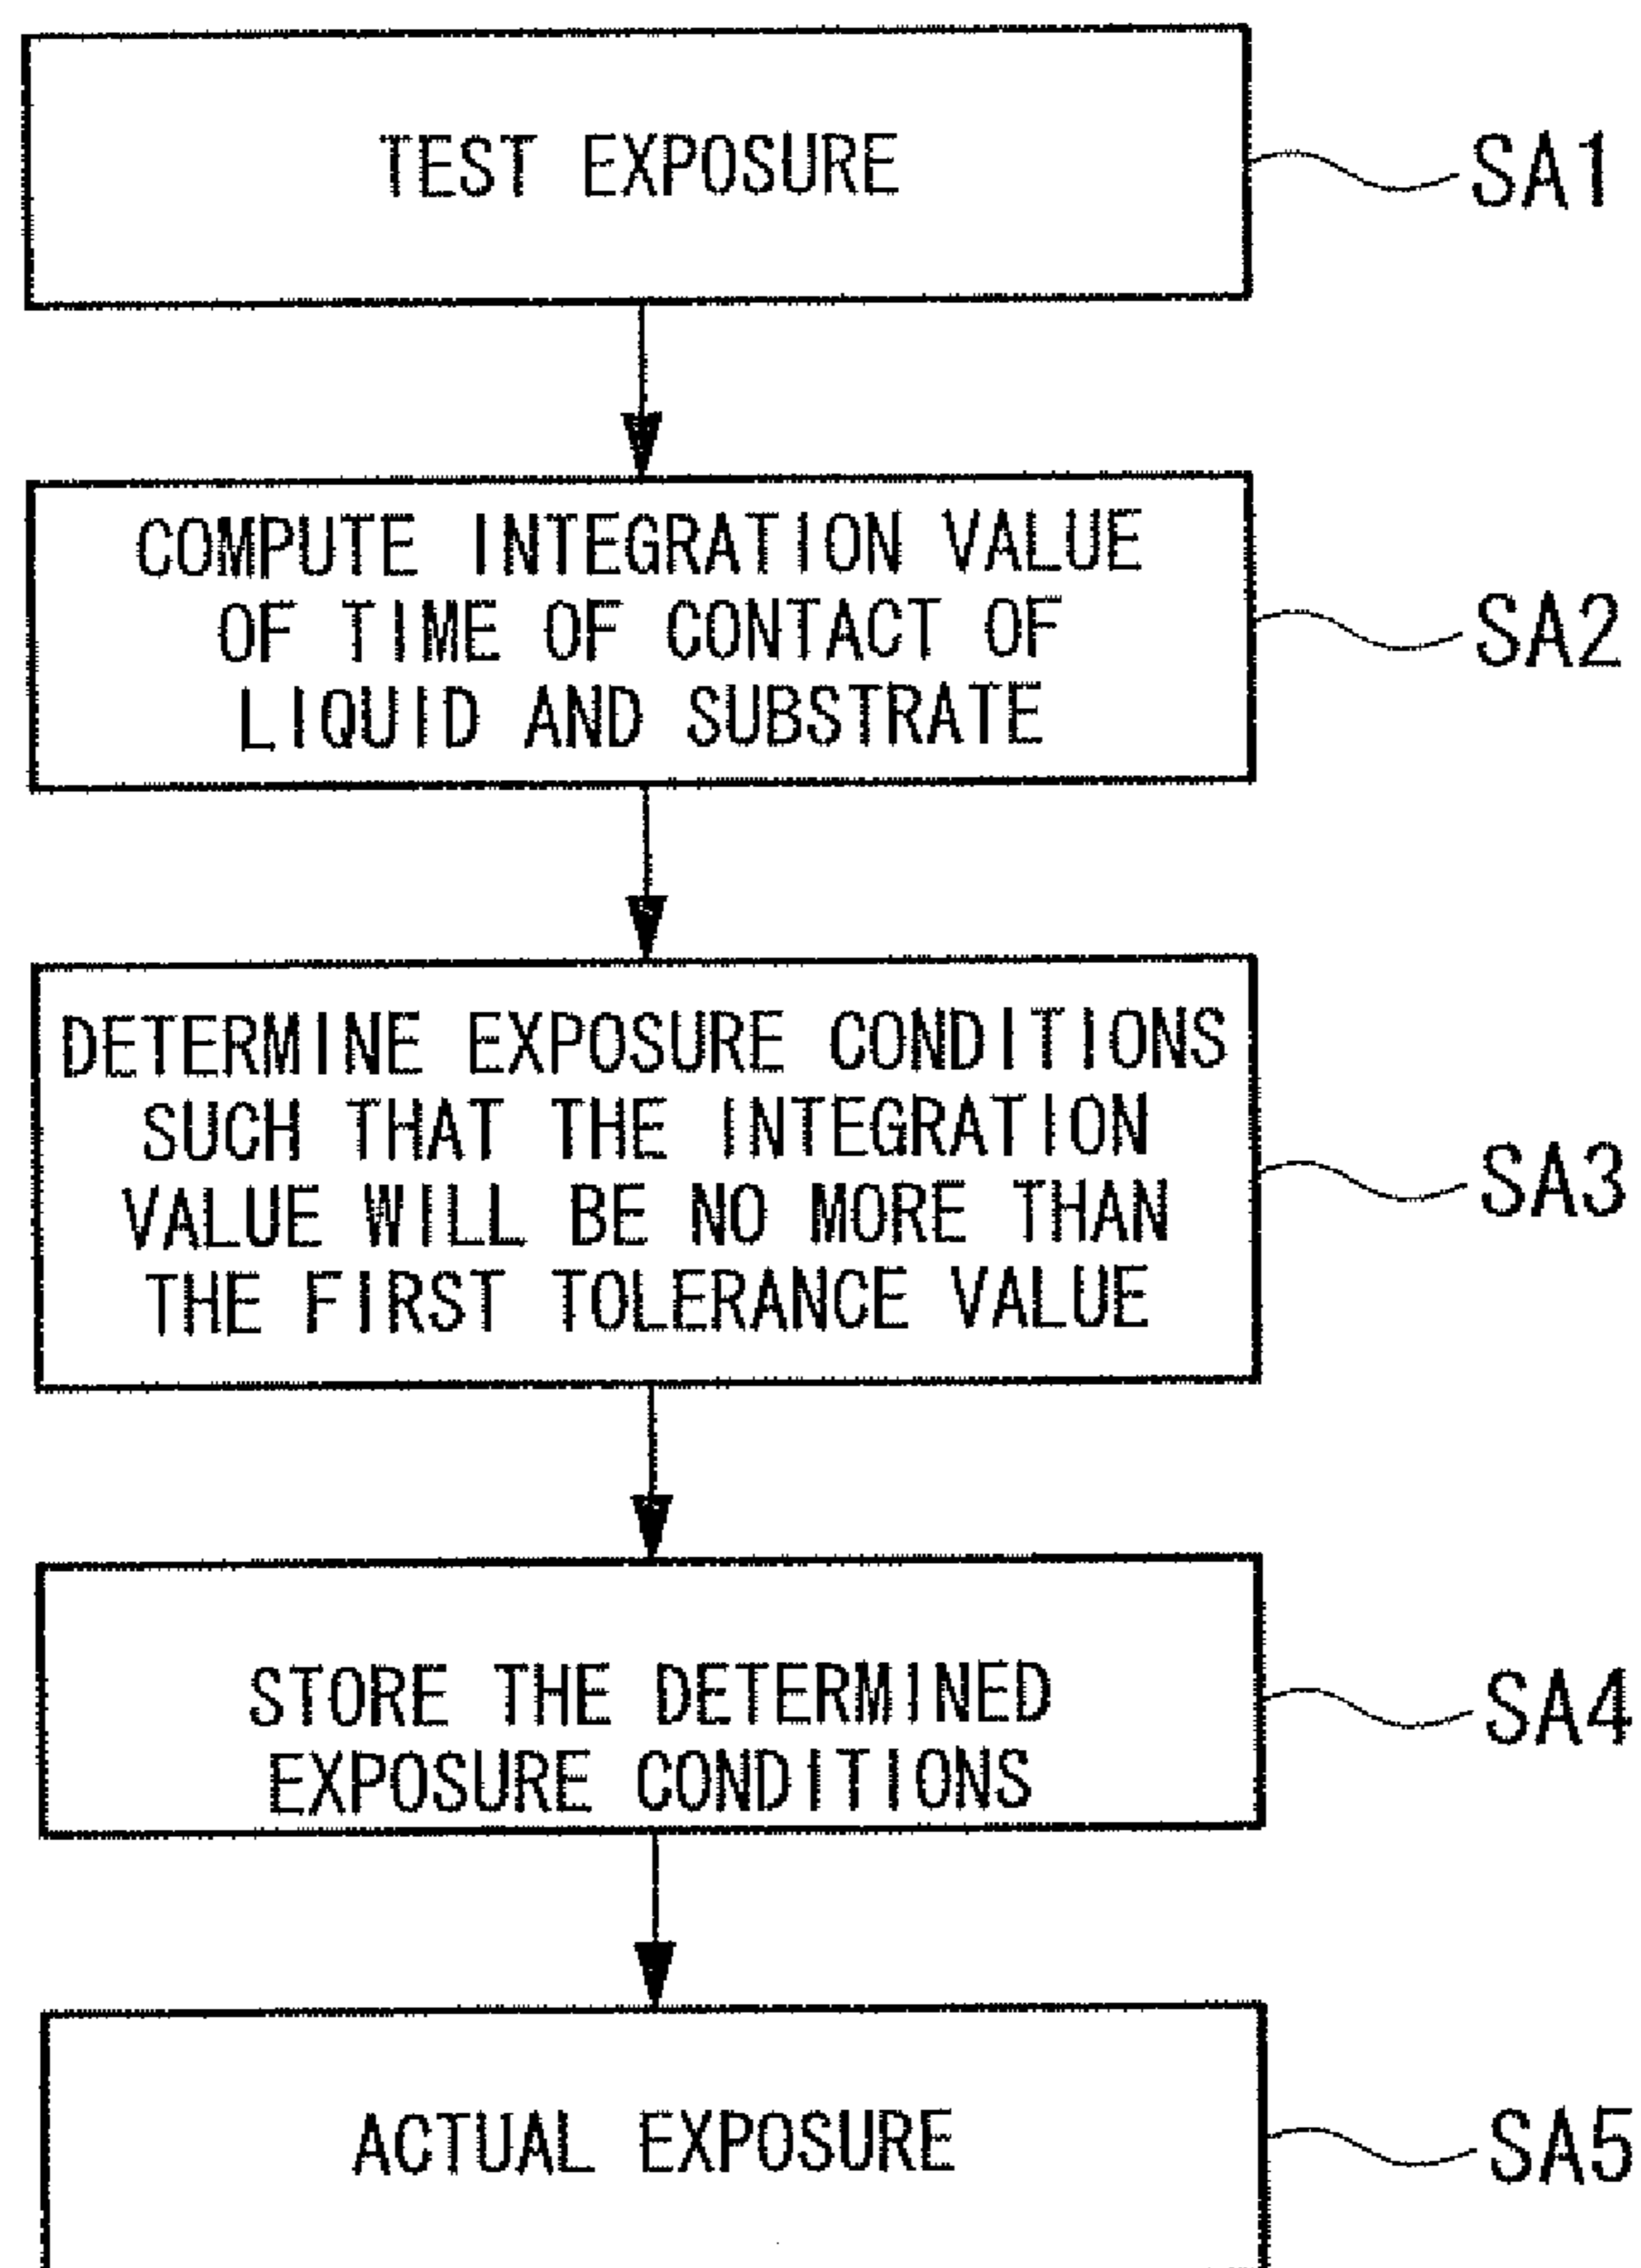 TEST EXPOSURE
SA1
COMPUTE INTEGRATION VALUE
OF TIME OF CONTACT OF
LIQUID AND SUBSTRATE
SA2
DETERMINE EXPOSURE CONDITIONS
SUCH THAT THE INTEGRATION
VALUE WILL BE NO MORE THAN
THE FIRST TOLERANCE VALUE
SA3
STORE THE DETERMINED
EXPOSURE CONDITIONS
SA4
ACTUAL EXPOSURE
SA5